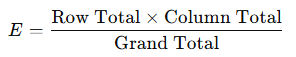 E = Row Total × Column Total
Grand Total